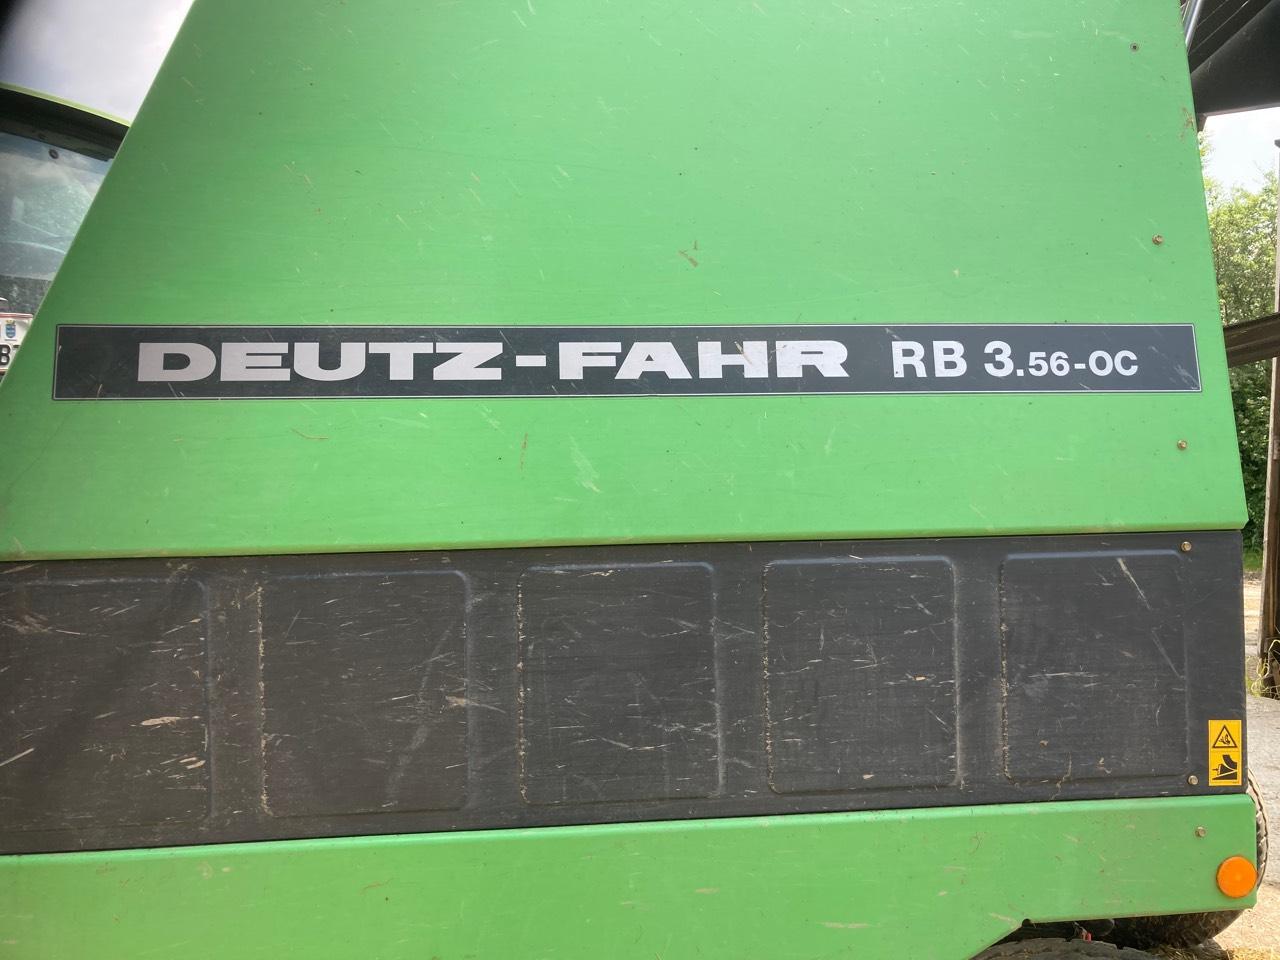 DEUTZ-FAHR RB 3.56-OC
B